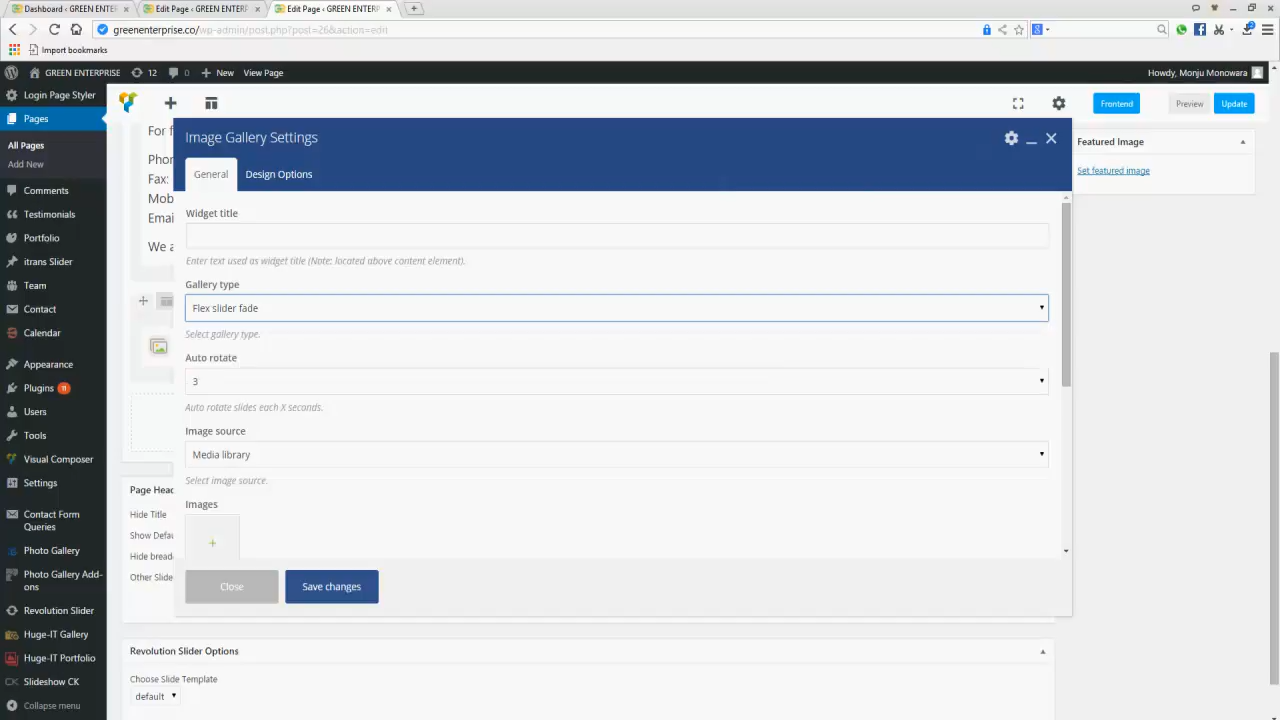 Dashboard ‹ GREEN ENTER
Edit Page ‹ GREEN ENTERP
Edit Page ‹ GREEN ENTERP
greenenterprise.co/wp-admin/post.php?post=26&action=edit
Import bookmarks
GREEN ENTERPRISE
12
0
New
View Page
Howdy, Monju Monowara
Login Page Styler
Pages
All Pages
Add New
Comments
Testimonials
Portfolio
itrans Slider
Team
Contact
Calendar
Appearance
Plugins 11
Users
Tools
Visual Composer
Settings
Contact Form
Queries
Photo Gallery
Photo Gallery Add-
ons
Revolution Slider
Huge-IT Gallery
Huge-IT Portfolio
Slideshow CK
Collapse menu
Frontend
Preview
Update
For f
Phon
Fax:
Mob
Email
We a
Image Gallery Settings
General
Design Options
Widget title
Enter text used as widget title (Note: located above content element).
Gallery type
Flex slider fade
Select gallery type.
Auto rotate
3
Auto rotate slides each X seconds.
Image source
Media library
Select image source.
Images
Close
Save changes
Featured Image
Set featured image
Page Head
Hide Title
Show Defau
Hide bread
Other Slide
Revolution Slider Options
Choose Slide Template
default